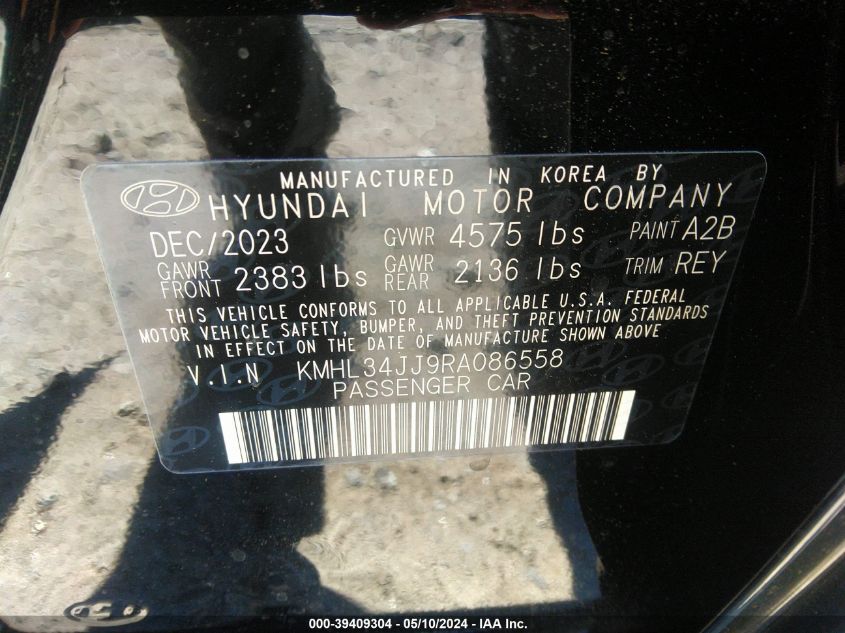 MANUFACTURED IN KOREA BY
HYUNDAI MOTOR COMPANY
DEC/2023 GVWR 4575 lbs PAINT A2B
GAWR FRONT 2383 lbs GAWR REAR 2136 lbs TRIM REY
THIS VEHICLE CONFORMS TO ALL APPLICABLE U.S.A. FEDERAL
MOTOR VEHICLE SAFETY, BUMPER, AND THEFT PREVENTION STANDARDS
IN EFFECT ON THE DATE OF MANUFACTURE SHOWN ABOVE
V.I.N KMHL34JJ9RA086558
PASSENGER CAR
000-39409304 - 05/10/2024 - IAA Inc.